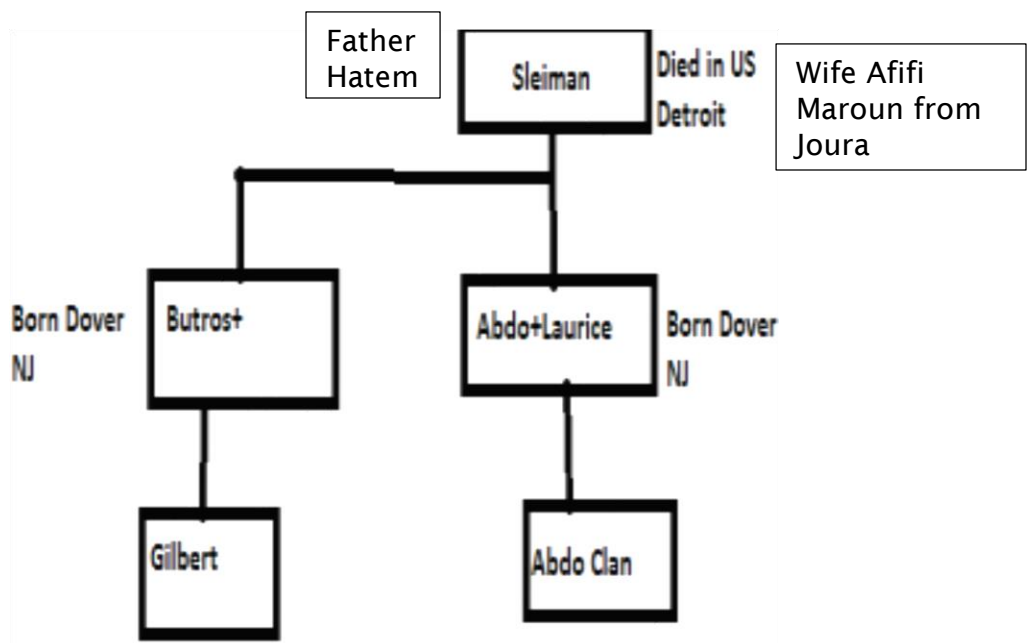 Father
Hatem
Sleiman
Died in US
Detroit
Wife Afifi
Maroun from
Joura
Born Dover
NJ
Butros+
Abdo+Laurice
Born Dover
NJ
Gilbert
Abdo Clan